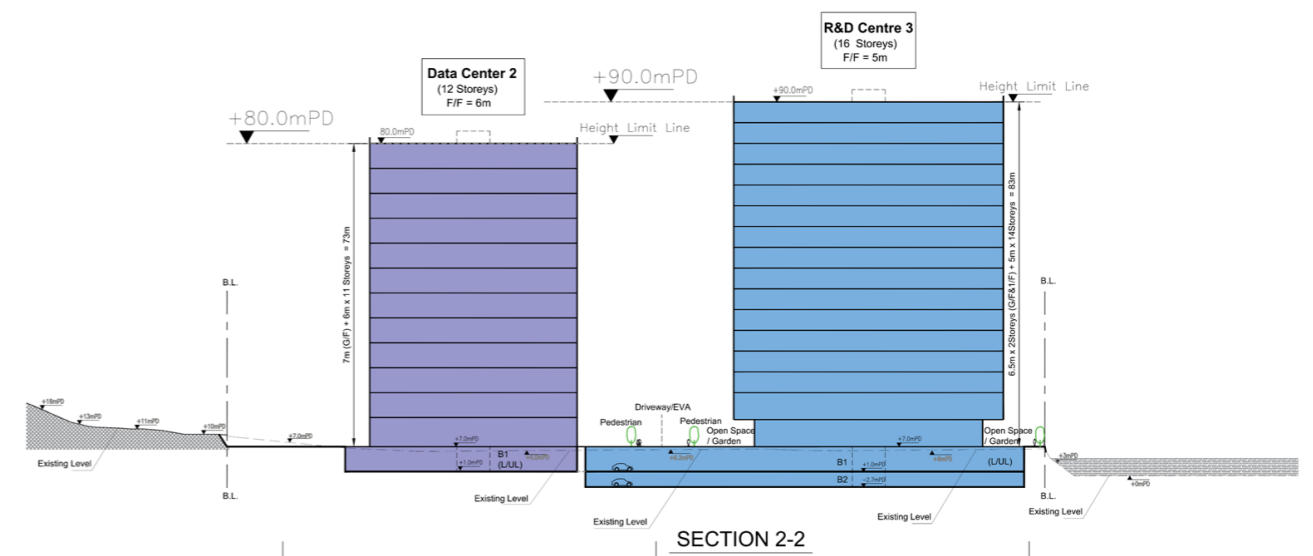 R&D Centre 3
(16 Storeys)
F/F = 5m
Data Center 2
(12 Storeys)
F/F = 6m
+90.0mPD
+90.0mPD
Height Limit Line
+80.0mPD
80.0mPD
Height Limit Line
7m (G/F) + 6m x 11 Storeys = 73m
6.5m x 2Storeys (G/F&1/F) + 5m x 14Storeys = 83m
B.L.
B.L.
Driveway/EVA
Pedestrian
Pedestrian
Open Space
/ Garden
Open Space
/ Garden
+13mPD
+11mPD
+10mPD
+7.0mPD
+7.0mPD
+7.0mPD
Existing Level
B1
(L/UL)
+1.0mPD
B1
+1.0mPD
(L/UL)
B2
-2.7mPD
+3mPD
+0mPD
B.L.
B.L.
Existing Level
Existing Level
Existing Level
Existing Level
SECTION 2-2